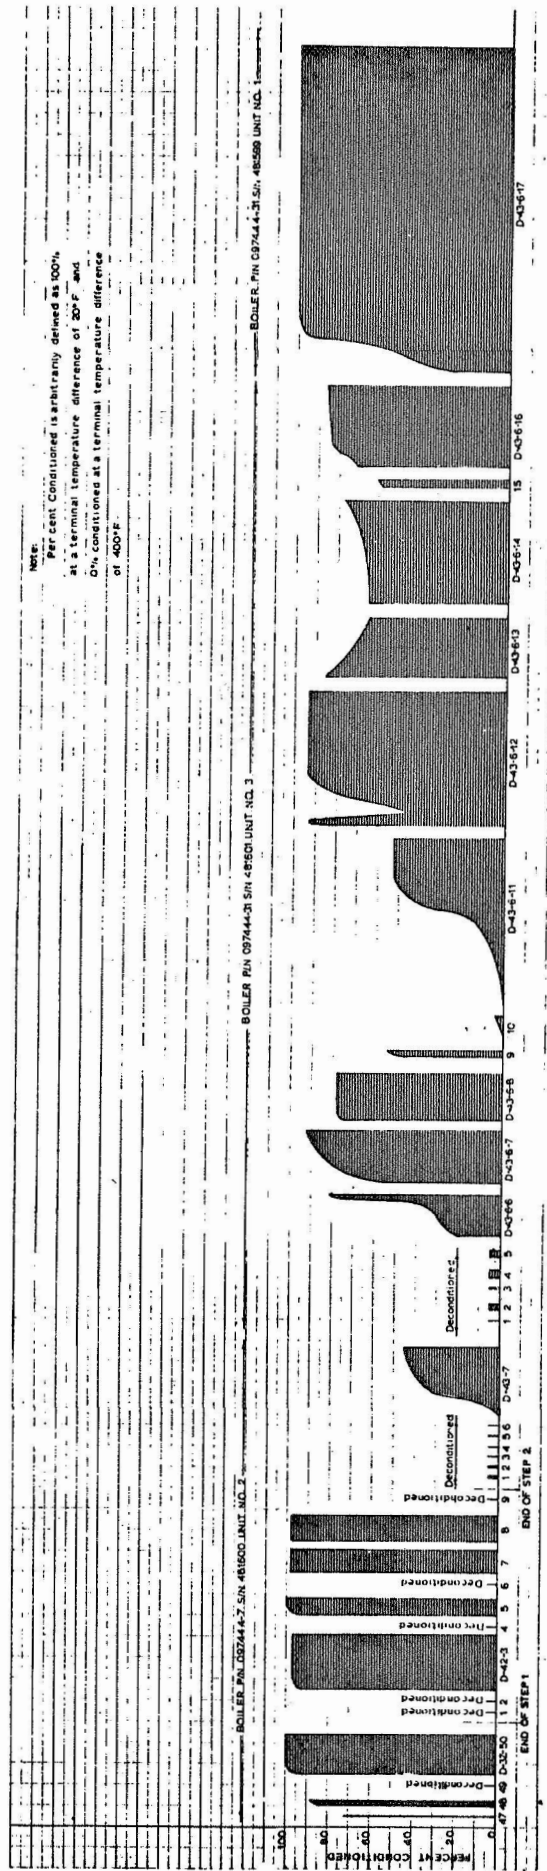 Note:
Per cent Conditioned is arbitrarily defined as 100%
at a terminal temperature difference of 20°F and
0% conditioned at a terminal temperature difference
of 400°F
BOILER P/N 097444-7 S/N 481600 UNIT NO. 2
BOILER P/N 097444-31 S/N 481601 UNIT NO. 3
BOILER P/N 097444-31 S/N 481599 UNIT NO. 1
PERCENT CONDITIONED
100
80
60
40
20
0
47 48 49 D-32-50 1 2 D-42-3 4 5 6 7 8 9 1 2 3 4 5 6 D-43-7 1 2 3 4 5 D-43-6-6 D-43-6-7 D-43-6-8 9 10 D-43-6-11 D-43-6-12 D-43-6-13 D-43-6-14 15 D-43-6-16 D-43-6-17
Deconditioned
Deconditioned
Deconditioned
Deconditioned
Deconditioned
Deconditioned
Deconditioned
Deconditioned
END OF STEP 1
END OF STEP 2